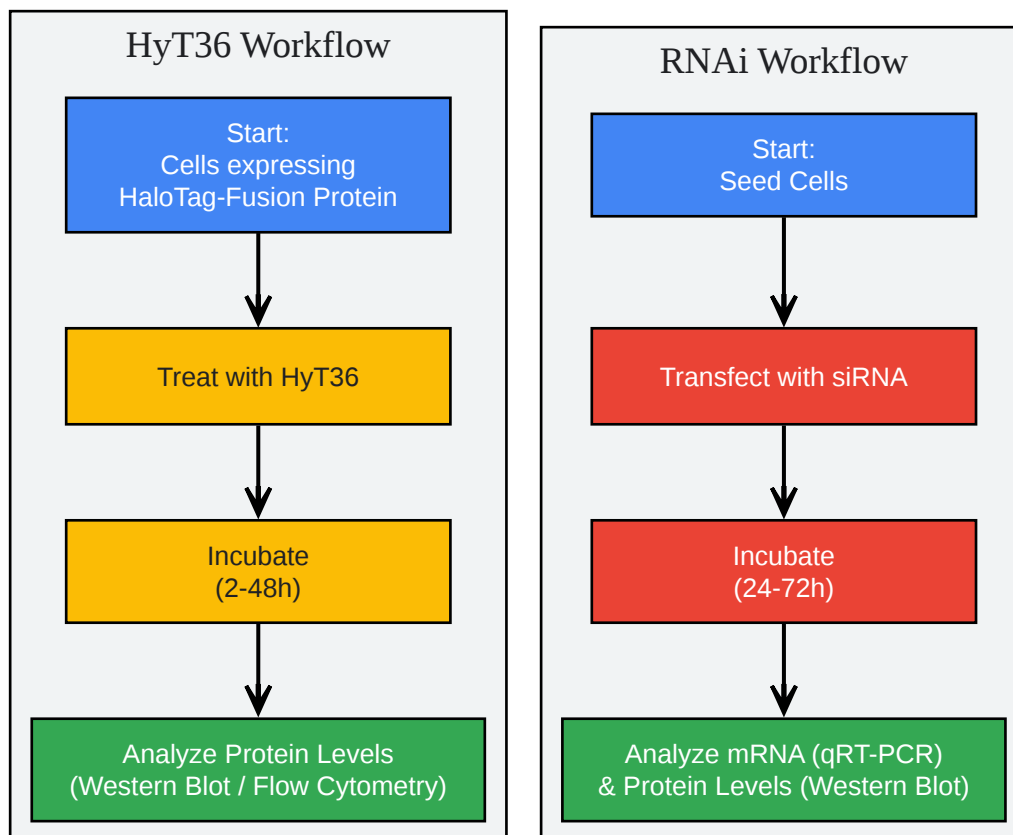 HyT36 Workflow
Start:
Cells expressing
HaloTag-Fusion Protein
Treat with HyT36
Incubate
(2-48h)
Analyze Protein Levels
(Western Blot / Flow Cytometry)
RNAi Workflow
Start:
Seed Cells
Transfect with siRNA
Incubate
(24-72h)
Analyze mRNA (qRT-PCR)
& Protein Levels (Western Blot)